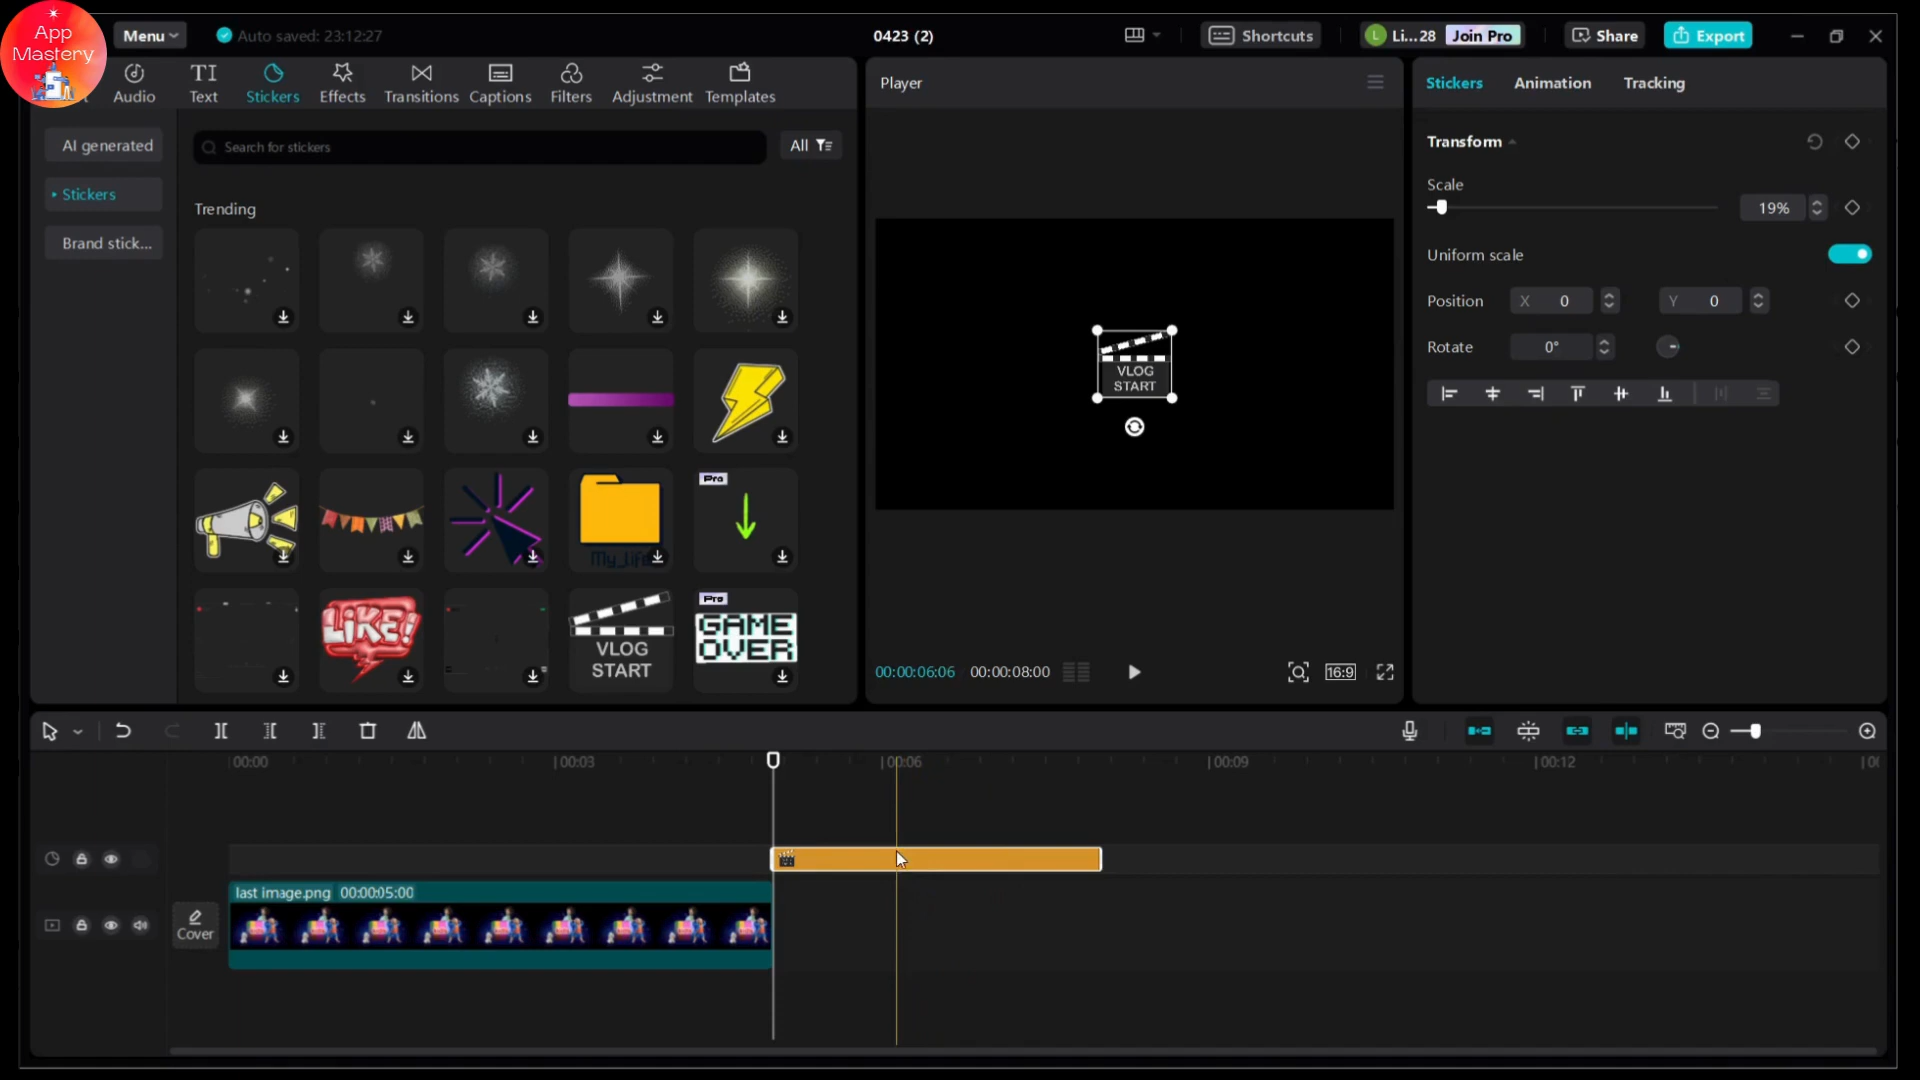 App
Mastery
Menu
Auto saved: 23:12:27
0423 (2)
Shortcuts
L
Li...28
Join Pro
Share
Export
Audio
Text
Stickers
Effects
Transitions
Captions
Filters
Adjustment
Templates
AI generated
Stickers
Brand stick...
Search for stickers
All
Trending
Pro
My_life
LIKE!
VLOG
START
Pro
GAME
OVER
Player
VLOG
START
00:00:06:06
00:00:08:00
16:9
Stickers
Animation
Tracking
Transform
Scale
19%
Uniform scale
Position
X 0
Y 0
Rotate
0°
00:00
00:03
00:06
00:09
00:12
Cover
last image.png 00:00:05:00